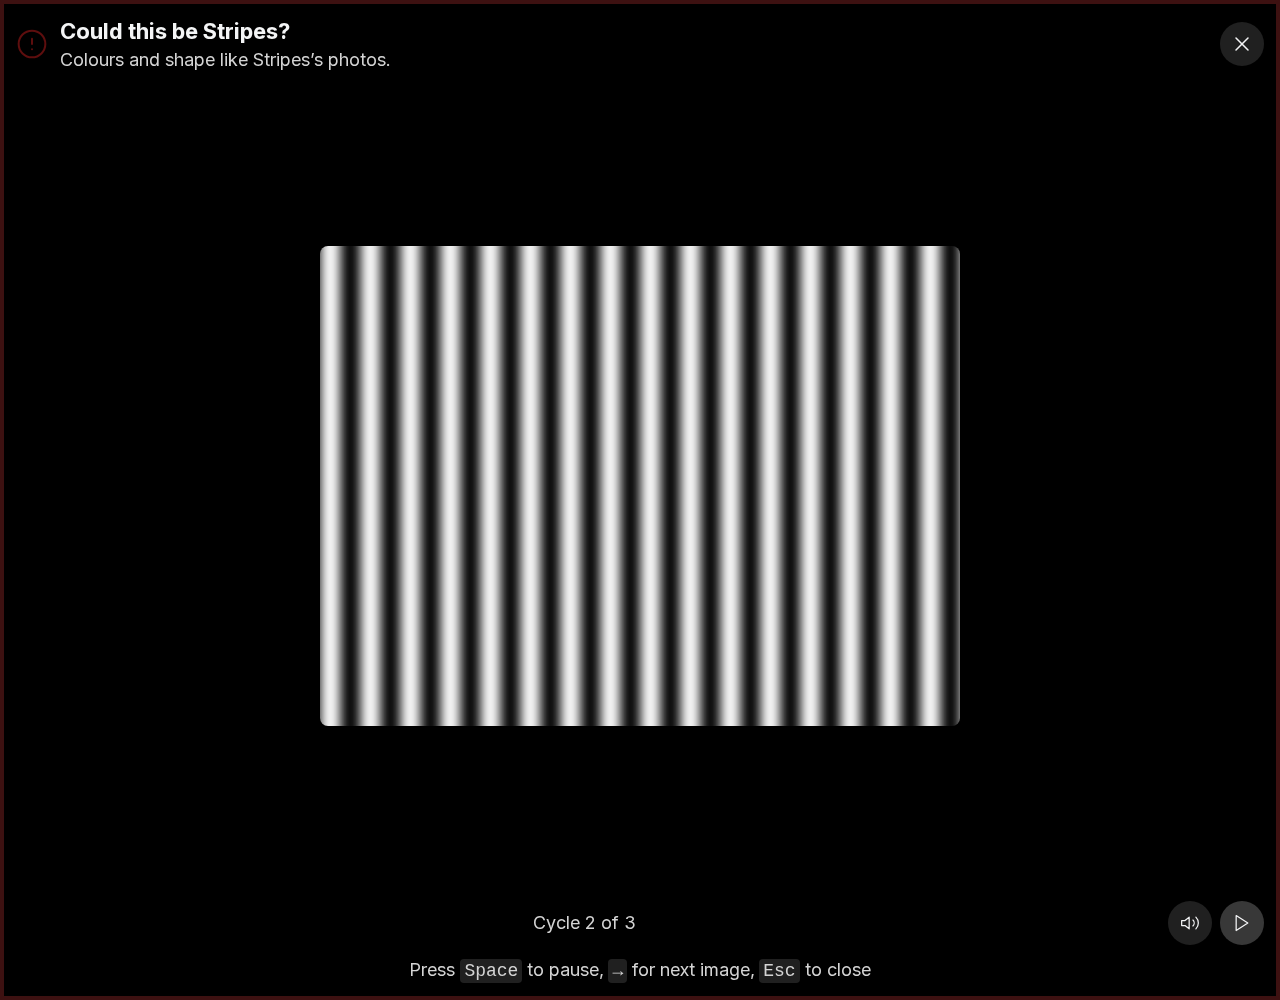 Could this be Stripes?
Colours and shape like Stripes’s photos.
Cycle 2 of 3
Press Space to pause, → for next image, Esc to close